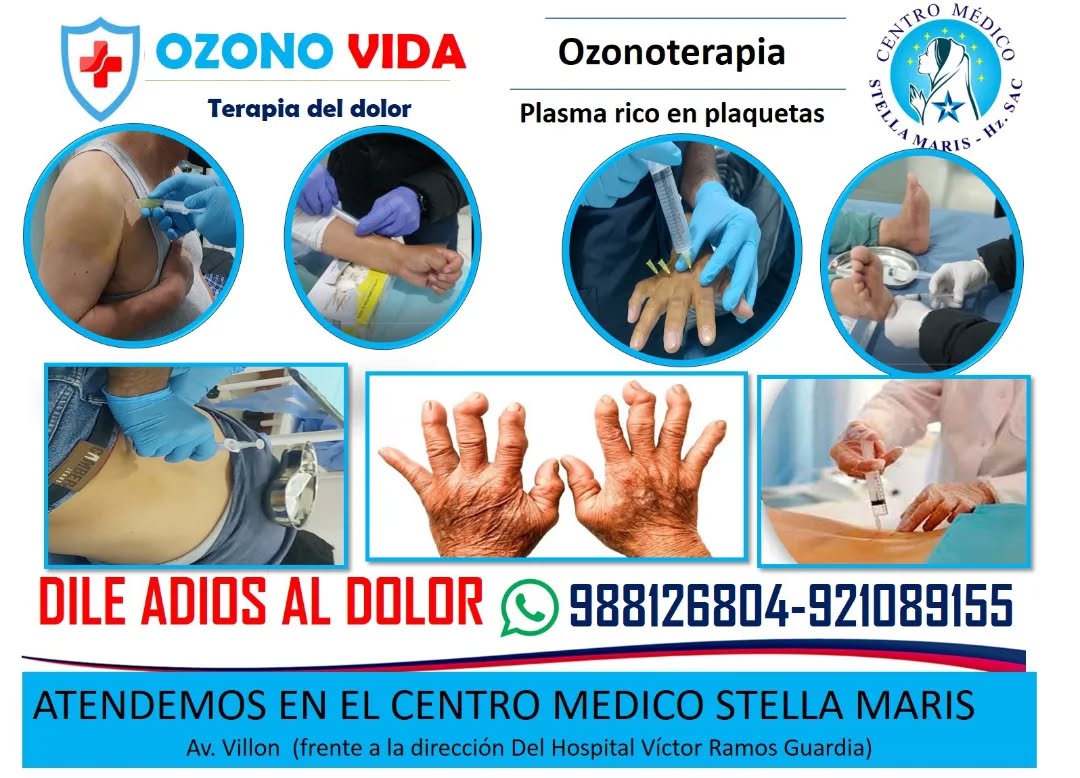 OZONO VIDA
Terapia del dolor
Ozonoterapia
Plasma rico en plaquetas
CENTRO MÉDICO
STELLA MARIS - Hz. SAC
DILE ADIOS AL DOLOR
988126804-921089155
ATENDEMOS EN EL CENTRO MEDICO STELLA MARIS
Av. Villon (frente a la dirección Del Hospital Víctor Ramos Guardia)